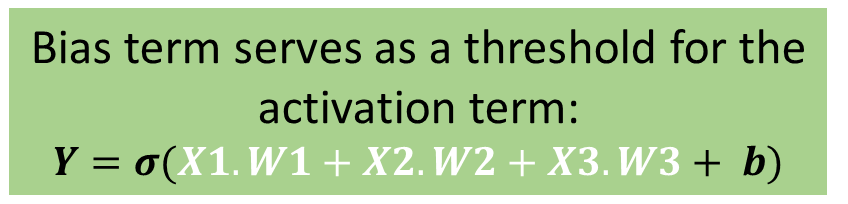 Bias term serves as a threshold for the
activation term:
Y = σ(X1.W1 + X2.W2 + X3.W3 + b)